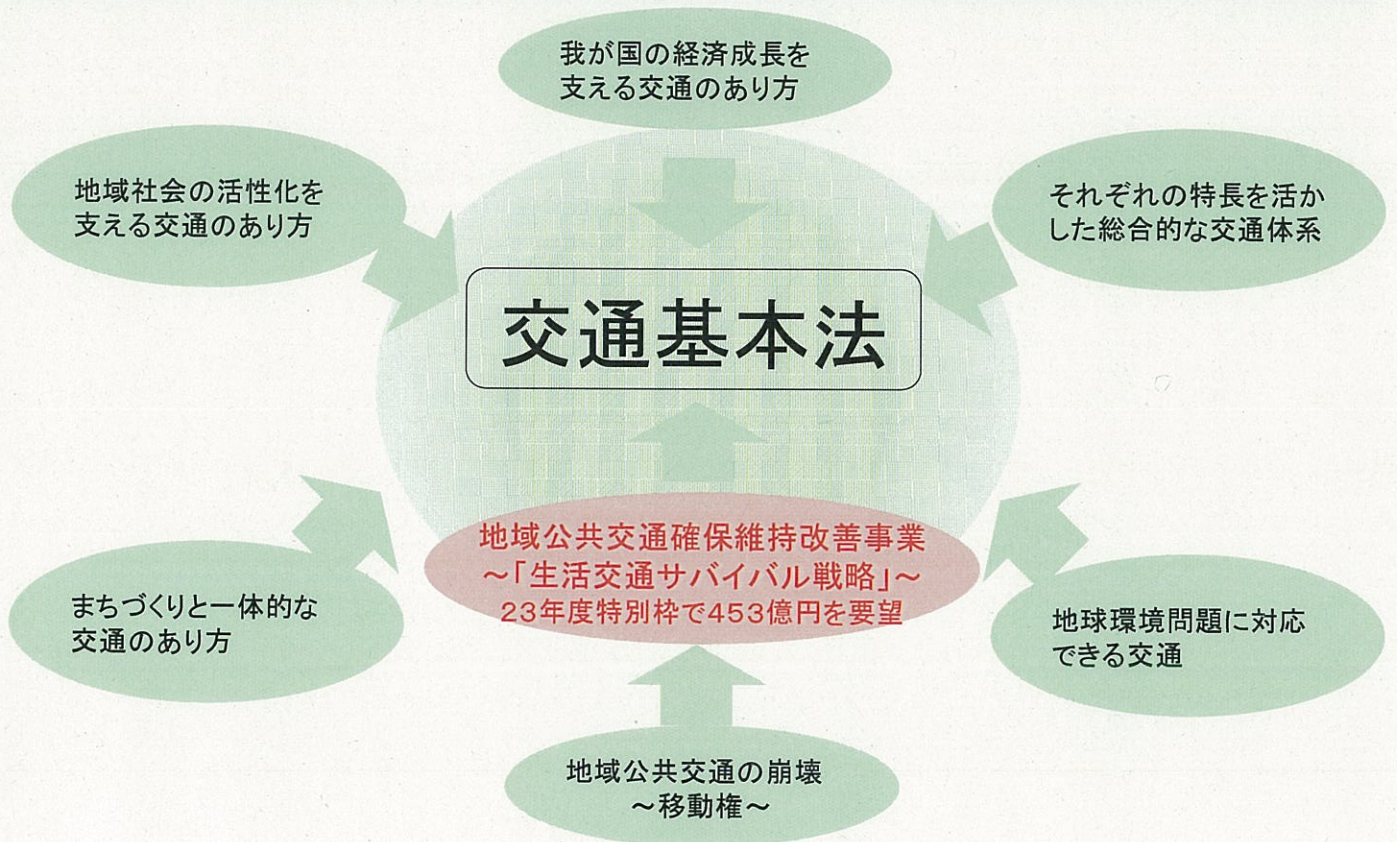 我が国の経済成長を
支える交通のあり方
地域社会の活性化を
支える交通のあり方
それぞれの特長を活か
した総合的な交通体系
交通基本法
地域公共交通確保維持改善事業
～「生活交通サバイバル戦略」～
23年度特別枠で453億円を要望
まちづくりと一体的な
交通のあり方
地球環境問題に対応
できる交通
地域公共交通の崩壊
～移動権～